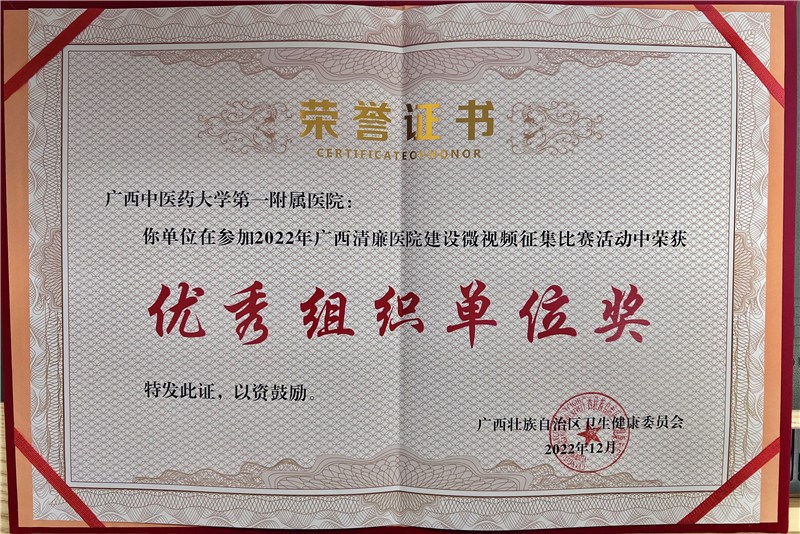 荣誉证书
CERTIFICATE OF HONOR
广西中医药大学第一附属医院：
你单位在参加2022年广西清廉医院建设微视频征集比赛活动中荣获
优秀组织单位奖
特发此证，以资鼓励。
广西壮族自治区卫生健康委员会
2022年12月